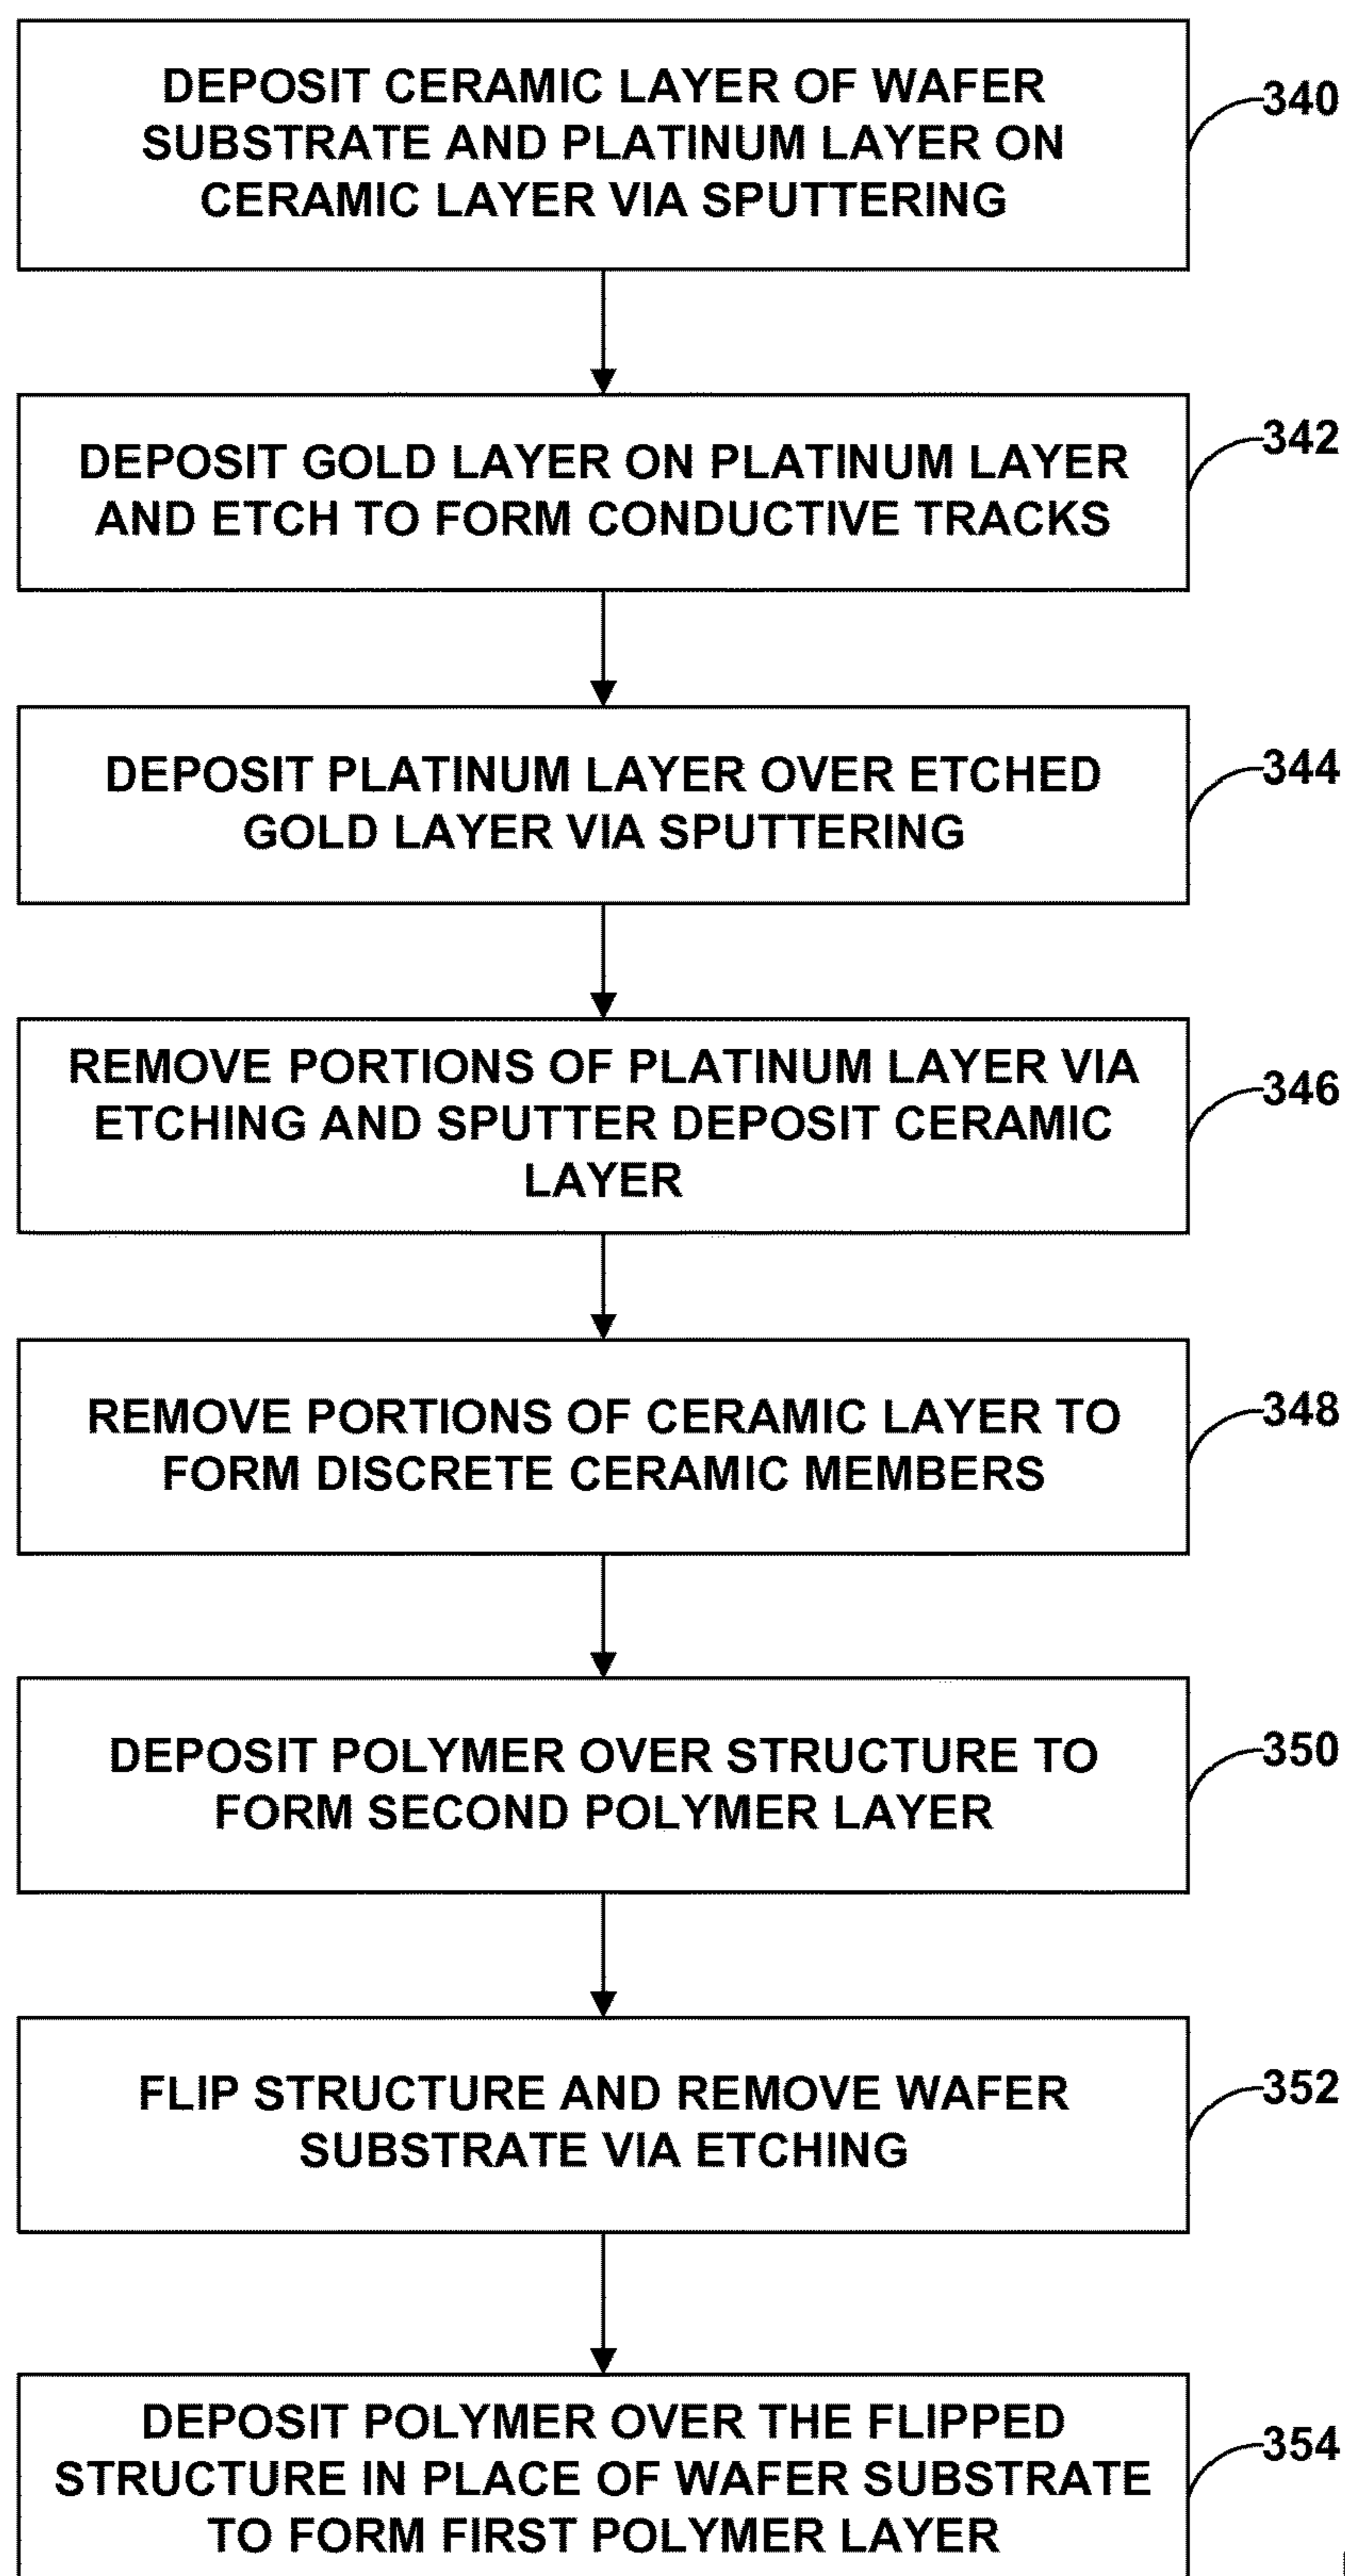 DEPOSIT CERAMIC LAYER OF WAFER
SUBSTRATE AND PLATINUM LAYER ON
CERAMIC LAYER VIA SPUTTERING
340
DEPOSIT GOLD LAYER ON PLATINUM LAYER
AND ETCH TO FORM CONDUCTIVE TRACKS
342
DEPOSIT PLATINUM LAYER OVER ETCHED
GOLD LAYER VIA SPUTTERING
344
REMOVE PORTIONS OF PLATINUM LAYER VIA
ETCHING AND SPUTTER DEPOSIT CERAMIC
LAYER
346
REMOVE PORTIONS OF CERAMIC LAYER TO
FORM DISCRETE CERAMIC MEMBERS
348
DEPOSIT POLYMER OVER STRUCTURE TO
FORM SECOND POLYMER LAYER
350
FLIP STRUCTURE AND REMOVE WAFER
SUBSTRATE VIA ETCHING
352
DEPOSIT POLYMER OVER THE FLIPPED
STRUCTURE IN PLACE OF WAFER SUBSTRATE
TO FORM FIRST POLYMER LAYER
354